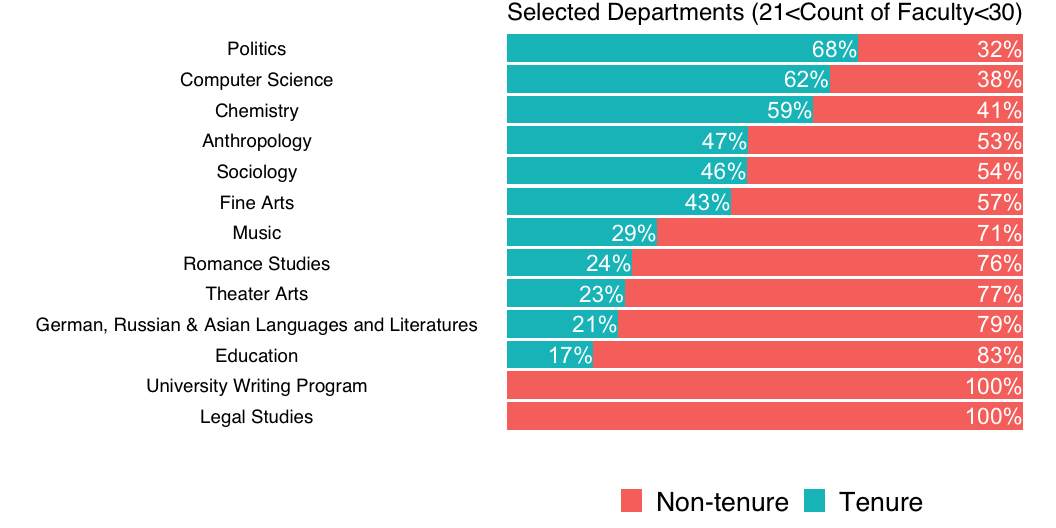 Selected Departments (21<Count of Faculty<30)
Politics 68% 32%
Computer Science 62% 38%
Chemistry 59% 41%
Anthropology 47% 53%
Sociology 46% 54%
Fine Arts 43% 57%
Music 29% 71%
Romance Studies 24% 76%
Theater Arts 23% 77%
German, Russian & Asian Languages and Literatures 21% 79%
Education 17% 83%
University Writing Program 100%
Legal Studies 100%
Non-tenure Tenure